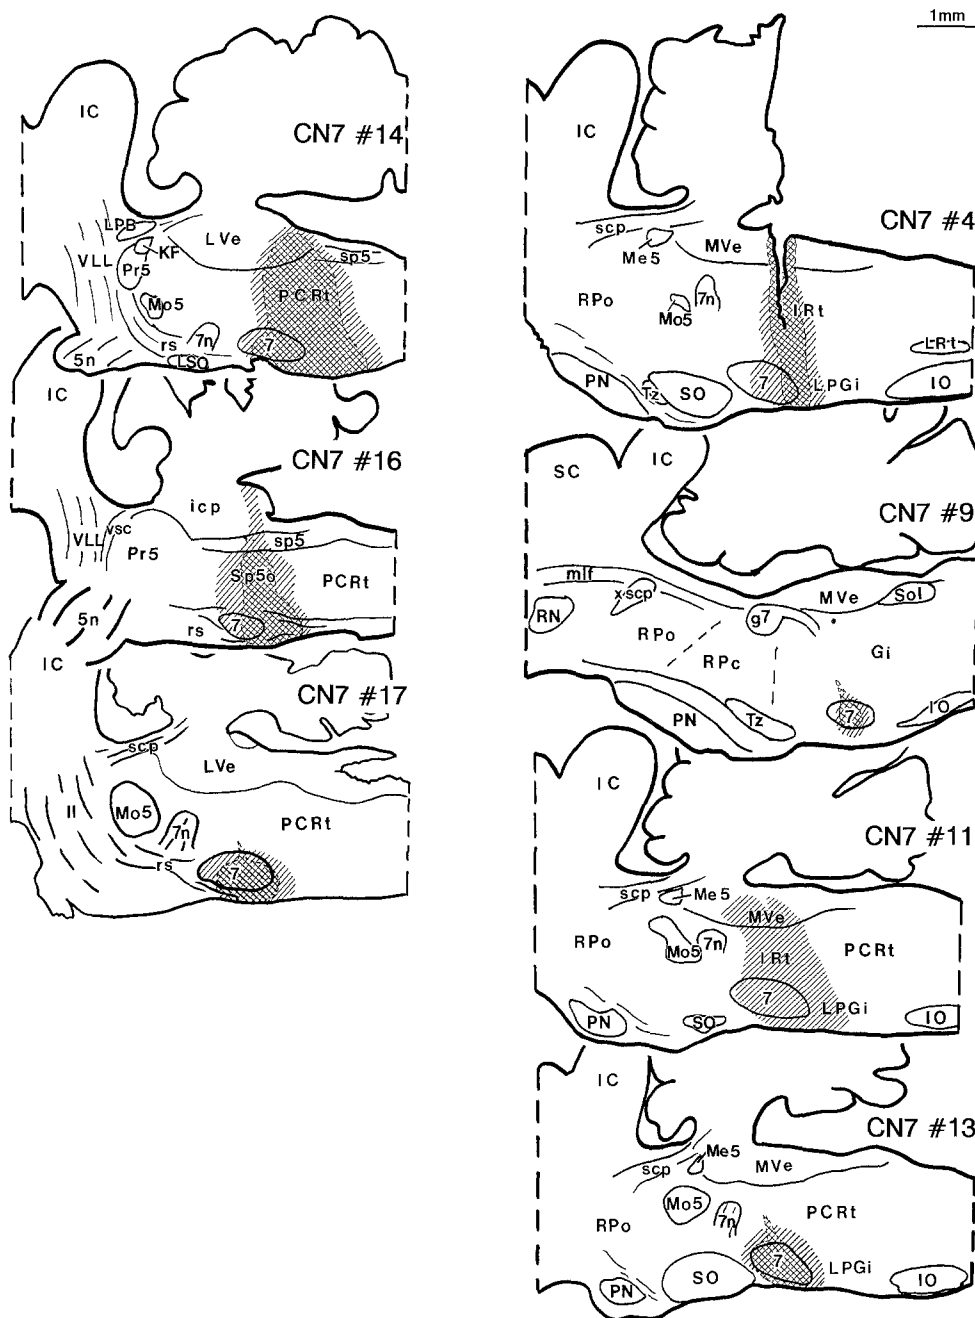 1mm
IC
CN7 #14
LPB
LVe
KF
VLL
Pr5
sp5
PCRt
Mo5
rs
7n
7
5n
LSO
IC
CN7 #16
icp
VLL
vsc
Pr5
sp5
Sp5o
PCRt
5n
rs
7
IC
CN7 #17
scp
LVe
ll
Mo5
7n
PCRt
rs
7
IC
CN7 #4
scp
Me5
MVe
RPo
Mo5
7n
IRt
LRt
PN
Tz
SO
7
LPGi
IO
SC
IC
CN7 #9
mlf
xscp
MVe
Sol
RN
RPo
g7
RPc
Gi
PN
Tz
7
IO
IC
CN7 #11
scp
Me5
MVe
RPo
Mo5
7n
IRt
PCRt
7
LPGi
PN
SO
IO
IC
CN7 #13
Me5
scp
MVe
Mo5
7n
PCRt
RPo
7
LPGi
PN
SO
IO